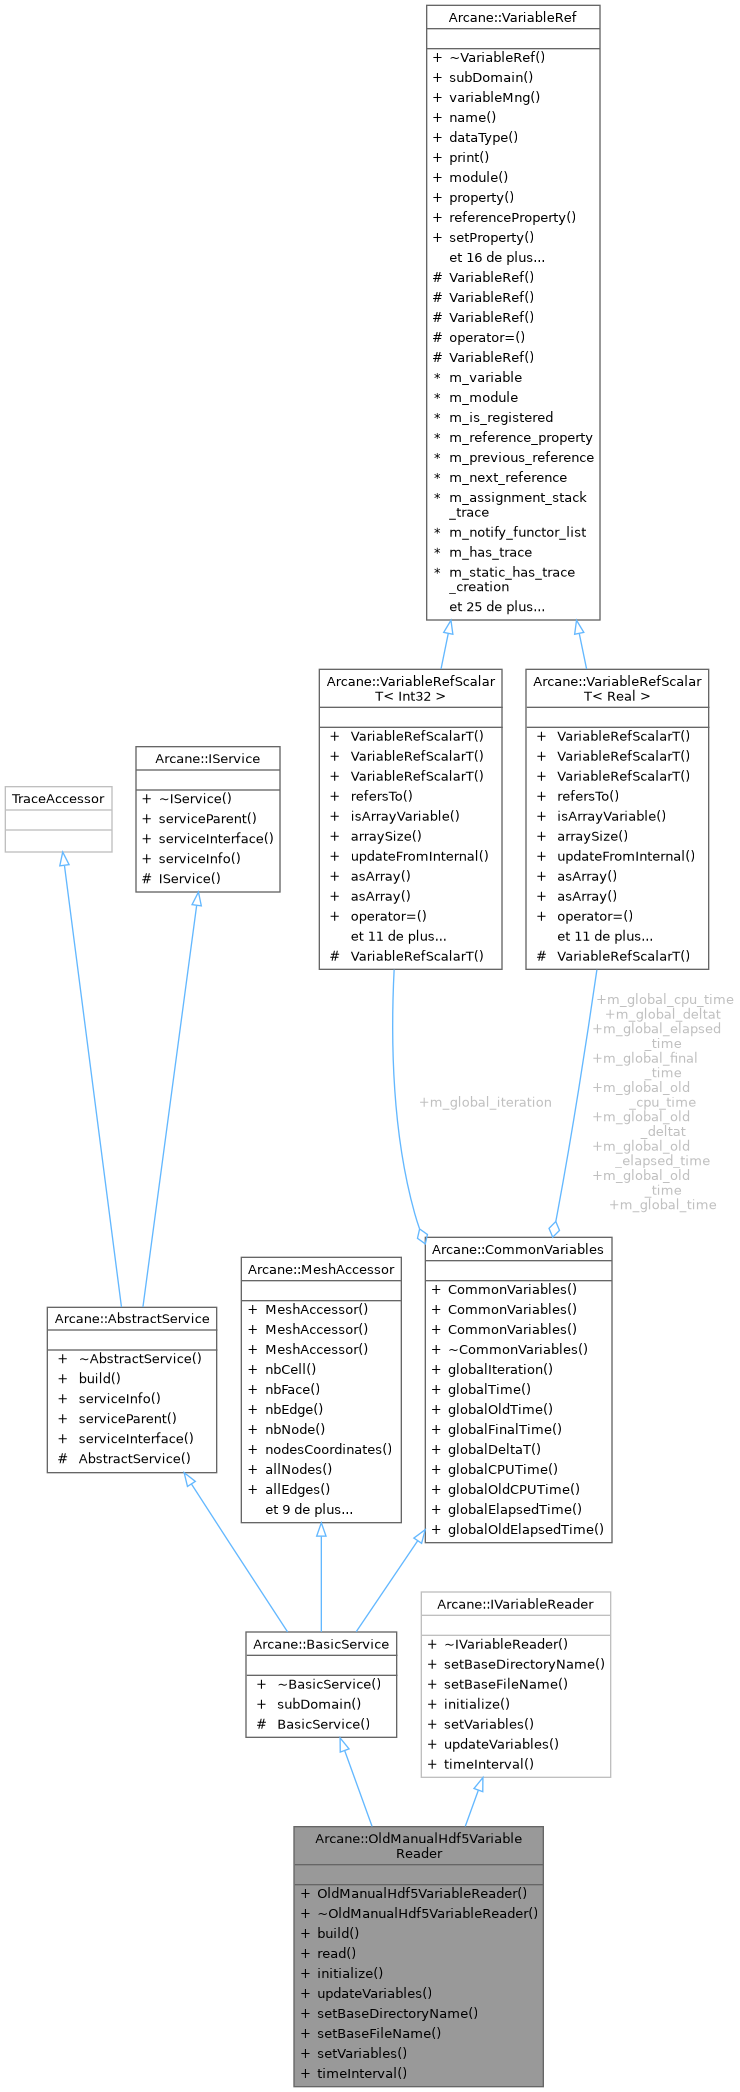 Arcane::VariableRef
+ ~VariableRef()
+ subDomain()
+ variableMng()
+ name()
+ dataType()
+ print()
+ module()
+ property()
+ referenceProperty()
+ setProperty()
et 16 de plus...
# VariableRef()
# VariableRef()
# VariableRef()
# operator=()
# VariableRef()
* m_variable
* m_module
* m_is_registered
* m_reference_property
* m_previous_reference
* m_next_reference
* m_assignment_stack
_trace
* m_notify_functor_list
* m_has_trace
* m_static_has_trace
_creation
et 25 de plus...
Arcane::VariableRefScalar
T< Int32 >
+ VariableRefScalarT()
+ VariableRefScalarT()
+ VariableRefScalarT()
+ refersTo()
+ isArrayVariable()
+ arraySize()
+ updateFromInternal()
+ asArray()
+ asArray()
+ operator=()
et 11 de plus...
# VariableRefScalarT()
Arcane::VariableRefScalar
T< Real >
+ VariableRefScalarT()
+ VariableRefScalarT()
+ VariableRefScalarT()
+ refersTo()
+ isArrayVariable()
+ arraySize()
+ updateFromInternal()
+ asArray()
+ asArray()
+ operator=()
et 11 de plus...
# VariableRefScalarT()
Arcane::IService
+ ~IService()
+ serviceParent()
+ serviceInterface()
+ serviceInfo()
# IService()
TraceAccessor
+m_global_cpu_time
+m_global_deltat
+m_global_elapsed
_time
+m_global_final
_time
+m_global_old
_cpu_time
+m_global_old
_deltat
+m_global_old
_elapsed_time
+m_global_old
_time
+m_global_time
+m_global_iteration
Arcane::CommonVariables
+ CommonVariables()
+ CommonVariables()
+ CommonVariables()
+ ~CommonVariables()
+ globalIteration()
+ globalTime()
+ globalOldTime()
+ globalFinalTime()
+ globalDeltaT()
+ globalCPUTime()
+ globalOldCPUTime()
+ globalElapsedTime()
+ globalOldElapsedTime()
Arcane::MeshAccessor
+ MeshAccessor()
+ MeshAccessor()
+ MeshAccessor()
+ nbCell()
+ nbFace()
+ nbEdge()
+ nbNode()
+ nodesCoordinates()
+ allNodes()
+ allEdges()
et 9 de plus...
Arcane::AbstractService
+ ~AbstractService()
+ build()
+ serviceInfo()
+ serviceParent()
+ serviceInterface()
# AbstractService()
Arcane::BasicService
+ ~BasicService()
+ subDomain()
# BasicService()
Arcane::IVariableReader
+ ~IVariableReader()
+ setBaseDirectoryName()
+ setBaseFileName()
+ initialize()
+ setVariables()
+ updateVariables()
+ timeInterval()
Arcane::OldManualHdf5Variable
Reader
+ OldManualHdf5VariableReader()
+ ~OldManualHdf5VariableReader()
+ build()
+ read()
+ initialize()
+ updateVariables()
+ setBaseDirectoryName()
+ setBaseFileName()
+ setVariables()
+ timeInterval()